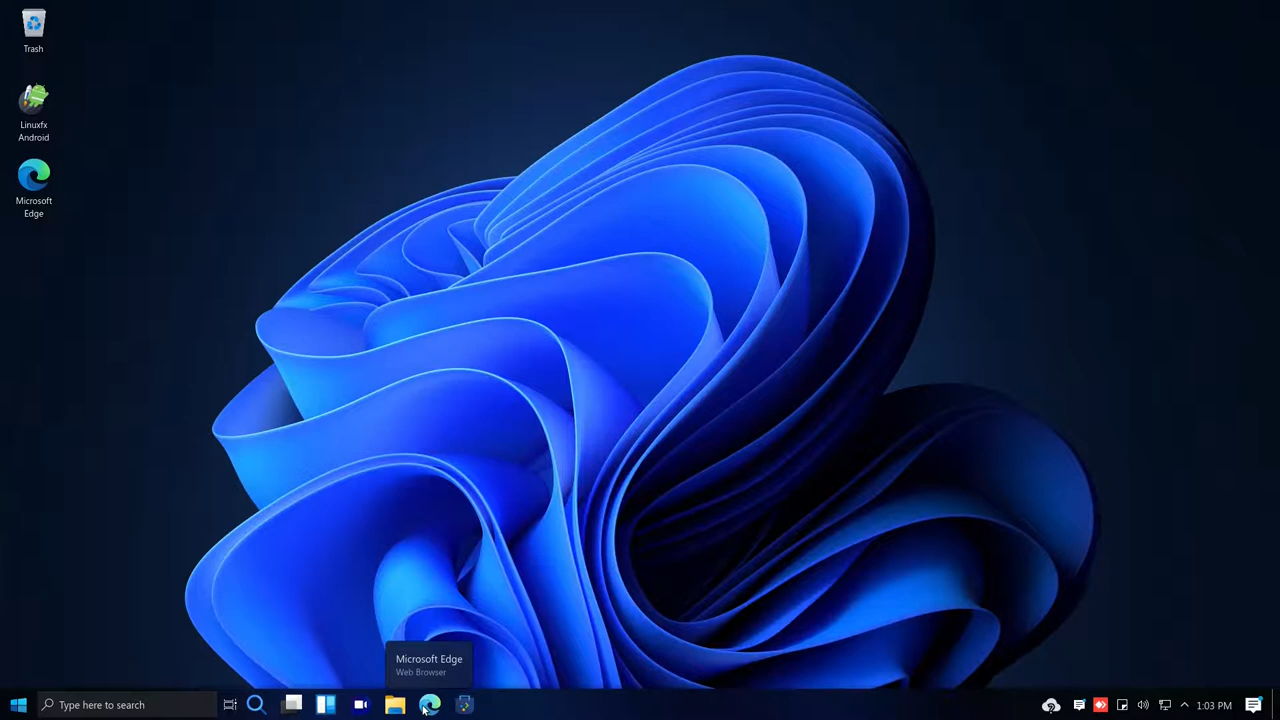 Trash
Linuxfx
Android
Microsoft
Edge
Microsoft Edge
Web Browser
Type here to search
1:03 PM